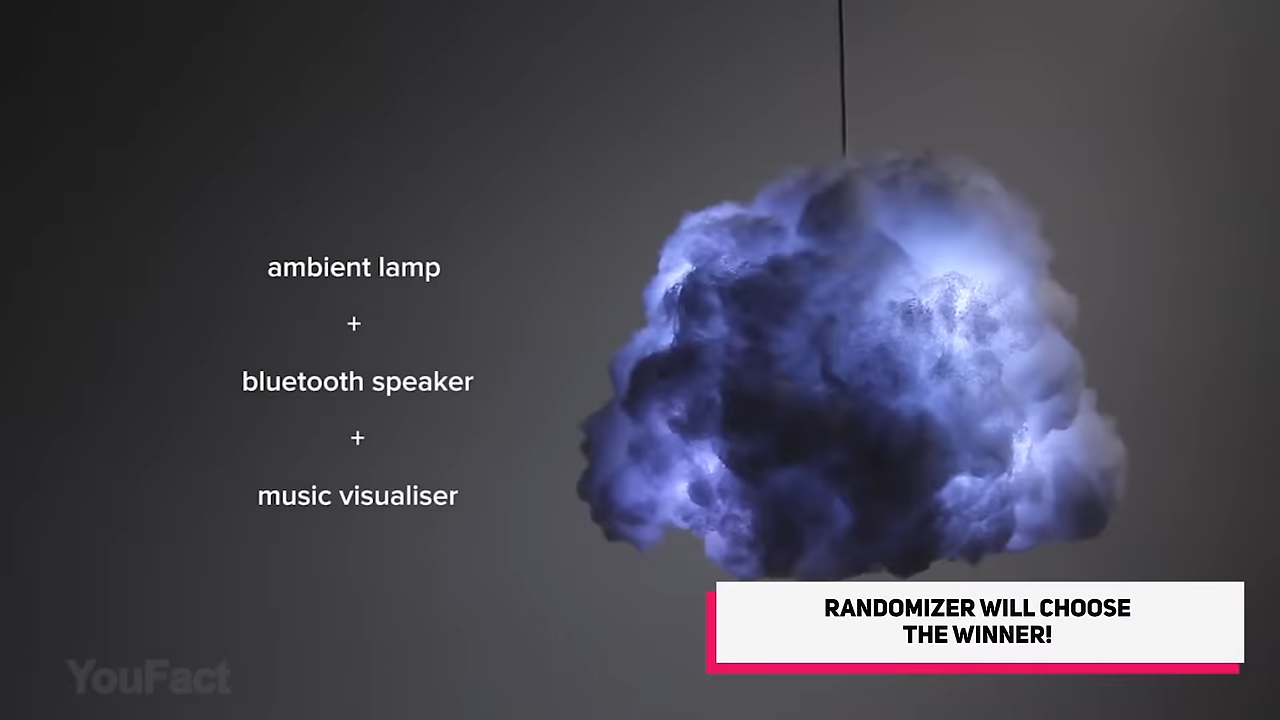 ambient lamp
+
bluetooth speaker
+
music visualiser
RANDOMIZER WILL CHOOSE
THE WINNER!
YouFact